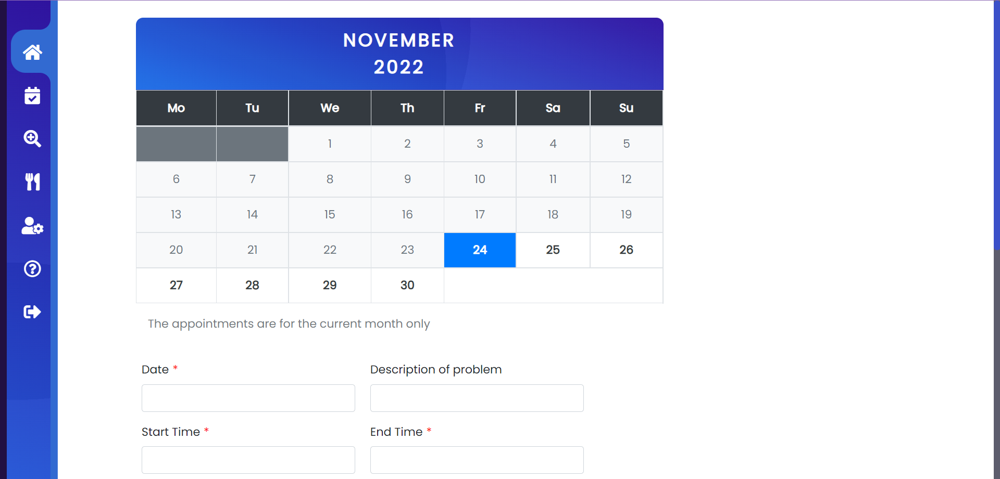 NOVEMBER
2022
Mo Tu We Th Fr Sa Su
1 2 3 4 5
6 7 8 9 10 11 12
13 14 15 16 17 18 19
20 21 22 23 24 25 26
27 28 29 30
The appointments are for the current month only
Date * Description of problem
Start Time * End Time *